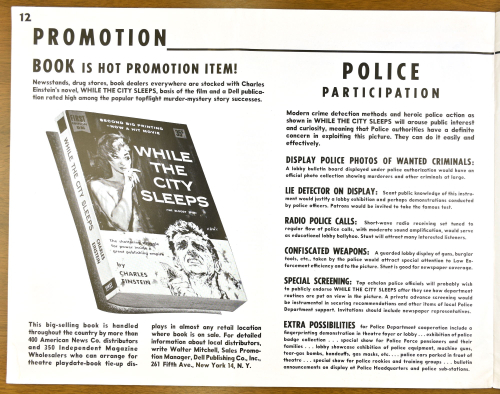 12
PROMOTION
BOOK IS HOT PROMOTION ITEM!
Newsstands, drug stores, book dealers everywhere are stocked with Charles
Einstein's novel, WHILE THE CITY SLEEPS, basis of the film and a Dell publica-
tion rated high among the popular topflight murder-mystery story successes.
SECOND BIG PRINTING
NOW A HIT MOVIE
WHILE THE CITY SLEEPS
WHILE
THE CITY
SLEEPS
by
CHARLES
EINSTEIN
This big-selling book is handled
throughout the country by more than
400 American News Co. distributors
and 350 Independent Magazine
Wholesalers who can arrange for
theatre playdate-book tie-up dis-
plays in almost any retail location
where book is on sale. For detailed
information about local distributors,
write Walter Mitchell, Sales Promo-
tion Manager, Dell Publishing Co., Inc.,
261 Fifth Ave., New York 14, N. Y.
POLICE
PARTICIPATION
Modern crime detection methods and heroic police action as
shown in WHILE THE CITY SLEEPS will arouse public interest
and curiosity, meaning that Police authorities have a definite
concern in exploiting this picture. They can do it easily and
effectively.
DISPLAY POLICE PHOTOS OF WANTED CRIMINALS:
A lobby bulletin board displayed under police authorization would have an
official photo collection showing murderers and other criminals at large.
LIE DETECTOR ON DISPLAY: Scant public knowledge of this instru-
ment would justify a lobby exhibition and perhaps demonstrations conducted
by police officers. Patrons would be invited to take the famous test.
RADIO POLICE CALLS: Short-wave radio receiving set tuned to
regular flow of police calls, with moderate sound amplification, would serve
as educational lobby ballyhoo. Stunt will attract many interested listeners.
CONFISCATED WEAPONS: A guarded lobby display of guns, burglar
tools, etc., taken by the police would attract special attention to Law En-
forcement efficiency and to the picture. Stunt is good for newspaper coverage.
SPECIAL SCREENING: Top echelon police officials will probably wish
to publicly endorse WHILE THE CITY SLEEPS after they see how department
routines are put on view in the picture. A private advance screening would
be instrumental in securing recommendations and other items of local Police
Department support. Invitations should include newspaper representatives.
EXTRA POSSIBILITIES for Police Department cooperation include a
fingerprinting demonstration in theatre foyer or lobby . . . exhibition of police
badge collection . . . special show for Police Force pensioners and their
families . . . lobby showcase exhibition of police equipment, machine guns,
tear-gas bombs, handcuffs, gas masks, etc. . . . police cars parked in front of
theatre . . . special show for police rookies and training groups . . . bulletin
announcements on display at Police Headquarters and police sub-stations.